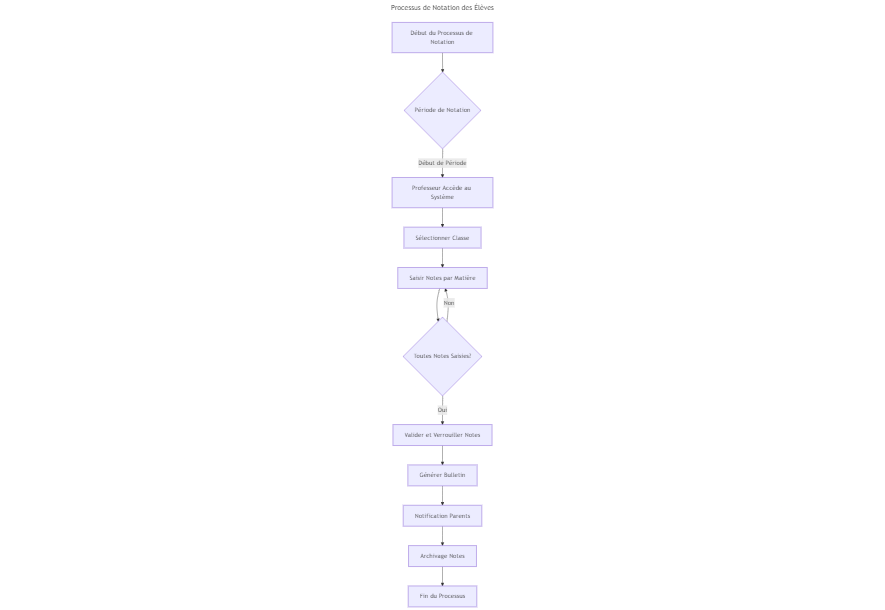 Processus de Notation des Élèves
Début du Processus de
Notation
Période de Notation
Début de Période
Professeur Accède au
Système
Sélectionner Classe
Saisir Notes par Matière
Non
Toutes Notes Saisies?
Oui
Valider et Verrouiller Notes
Générer Bulletin
Notification Parents
Archivage Notes
Fin du Processus